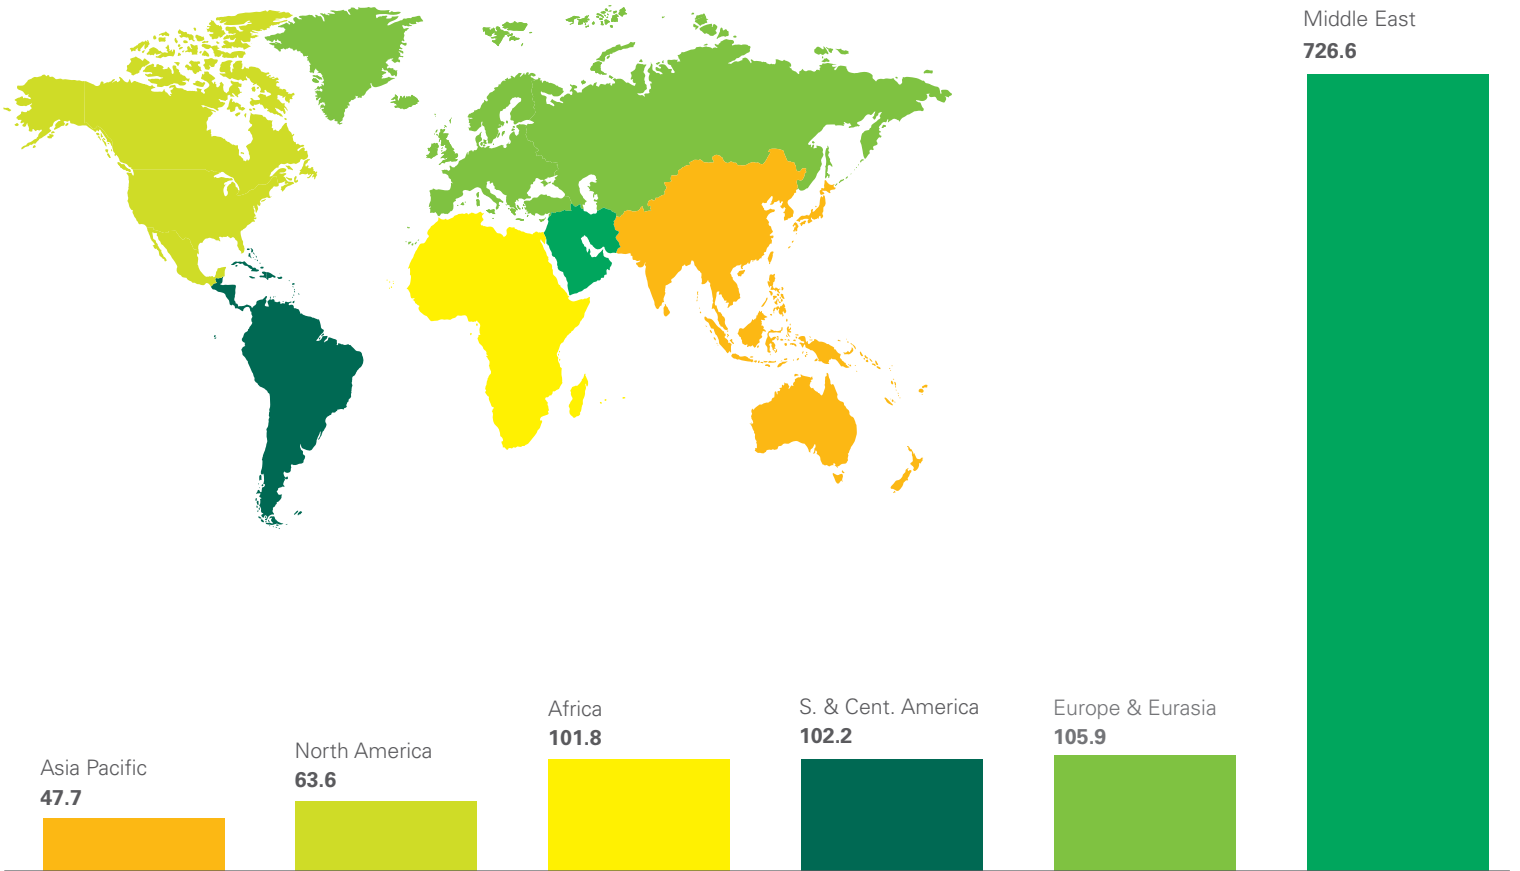 Middle East
726.6
Africa
101.8
S. & Cent. America
102.2
Europe & Eurasia
105.9
North America
63.6
Asia Pacific
47.7